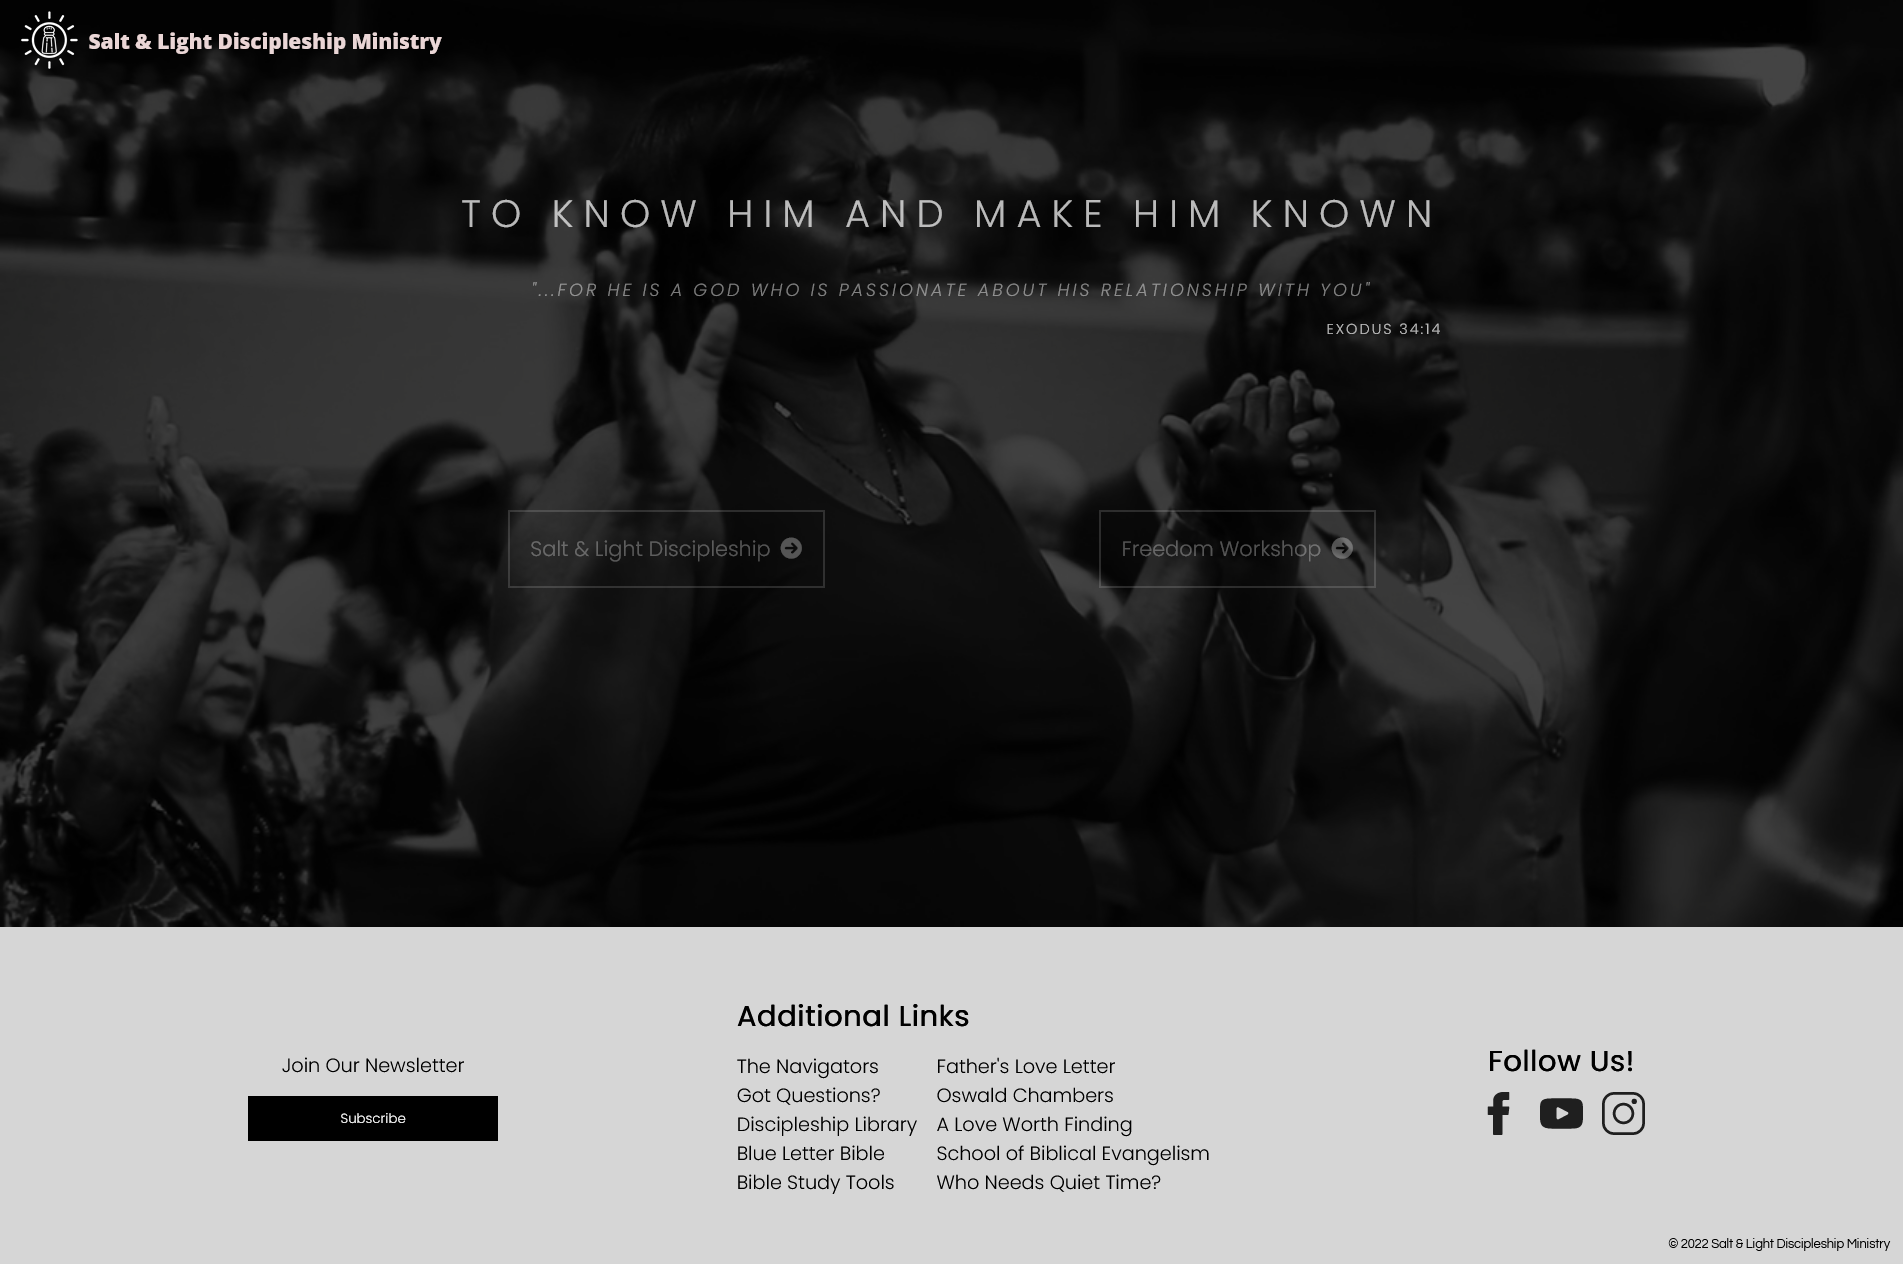 Salt & Light Discipleship Ministry
TO KNOW HIM AND MAKE HIM KNOWN
"...FOR HE IS A GOD WHO IS PASSIONATE ABOUT HIS RELATIONSHIP WITH YOU"
EXODUS 34:14
Salt & Light Discipleship
Freedom Workshop
Join Our Newsletter
Subscribe
Additional Links
The Navigators
Got Questions?
Discipleship Library
Blue Letter Bible
Bible Study Tools
Father's Love Letter
Oswald Chambers
A Love Worth Finding
School of Biblical Evangelism
Who Needs Quiet Time?
Follow Us!
© 2022 Salt & Light Discipleship Ministry